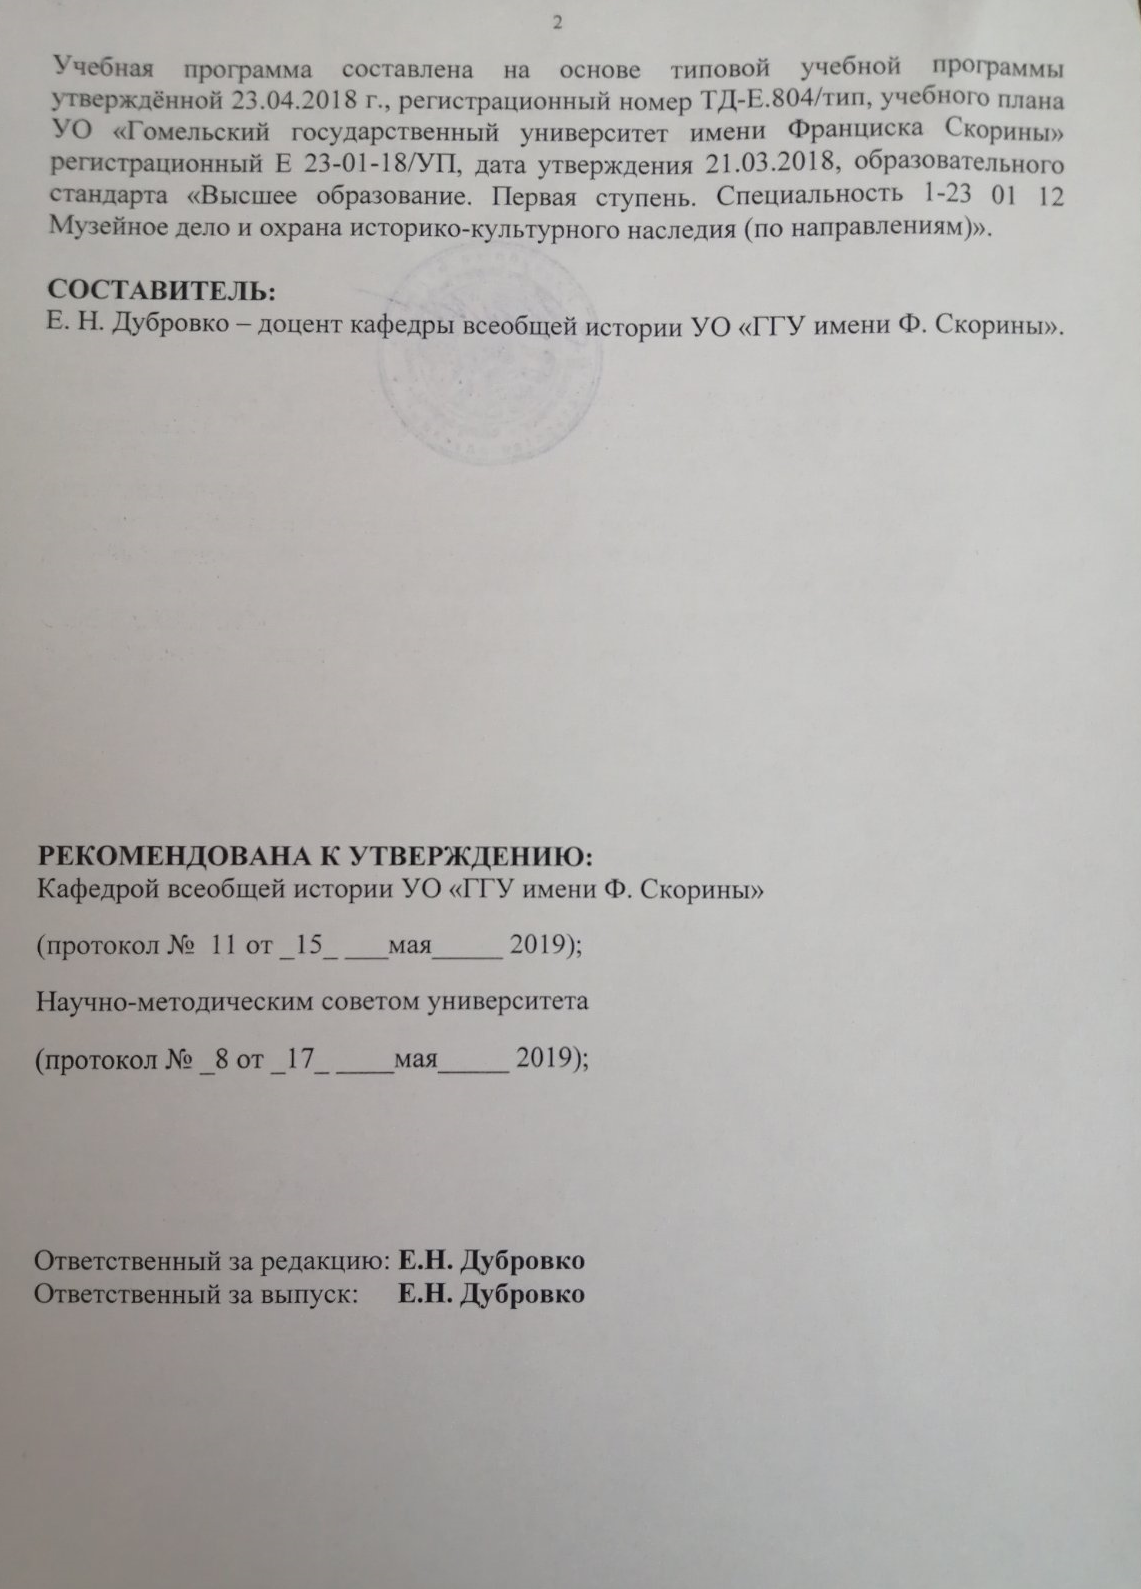 2
Учебная программа составлена на основе типовой учебной программы
утверждённой 23.04.2018 г., регистрационный номер ТД-Е.804/тип, учебного плана
УО «Гомельский государственный университет имени Франциска Скорины»
регистрационный Е 23-01-18/УП, дата утверждения 21.03.2018, образовательного
стандарта «Высшее образование. Первая ступень. Специальность 1-23 01 12
Музейное дело и охрана историко-культурного наследия (по направлениям)».
СОСТАВИТЕЛЬ:
Е. Н. Дубровко – доцент кафедры всеобщей истории УО «ГГУ имени Ф. Скорины».
РЕКОМЕНДОВАНА К УТВЕРЖДЕНИЮ:
Кафедрой всеобщей истории УО «ГГУ имени Ф. Скорины»
(протокол № 11 от _15_ ___мая_____ 2019);
Научно-методическим советом университета
(протокол № _8 от _17_ ____мая_____ 2019);
Ответственный за редакцию: Е.Н. Дубровко
Ответственный за выпуск: Е.Н. Дубровко